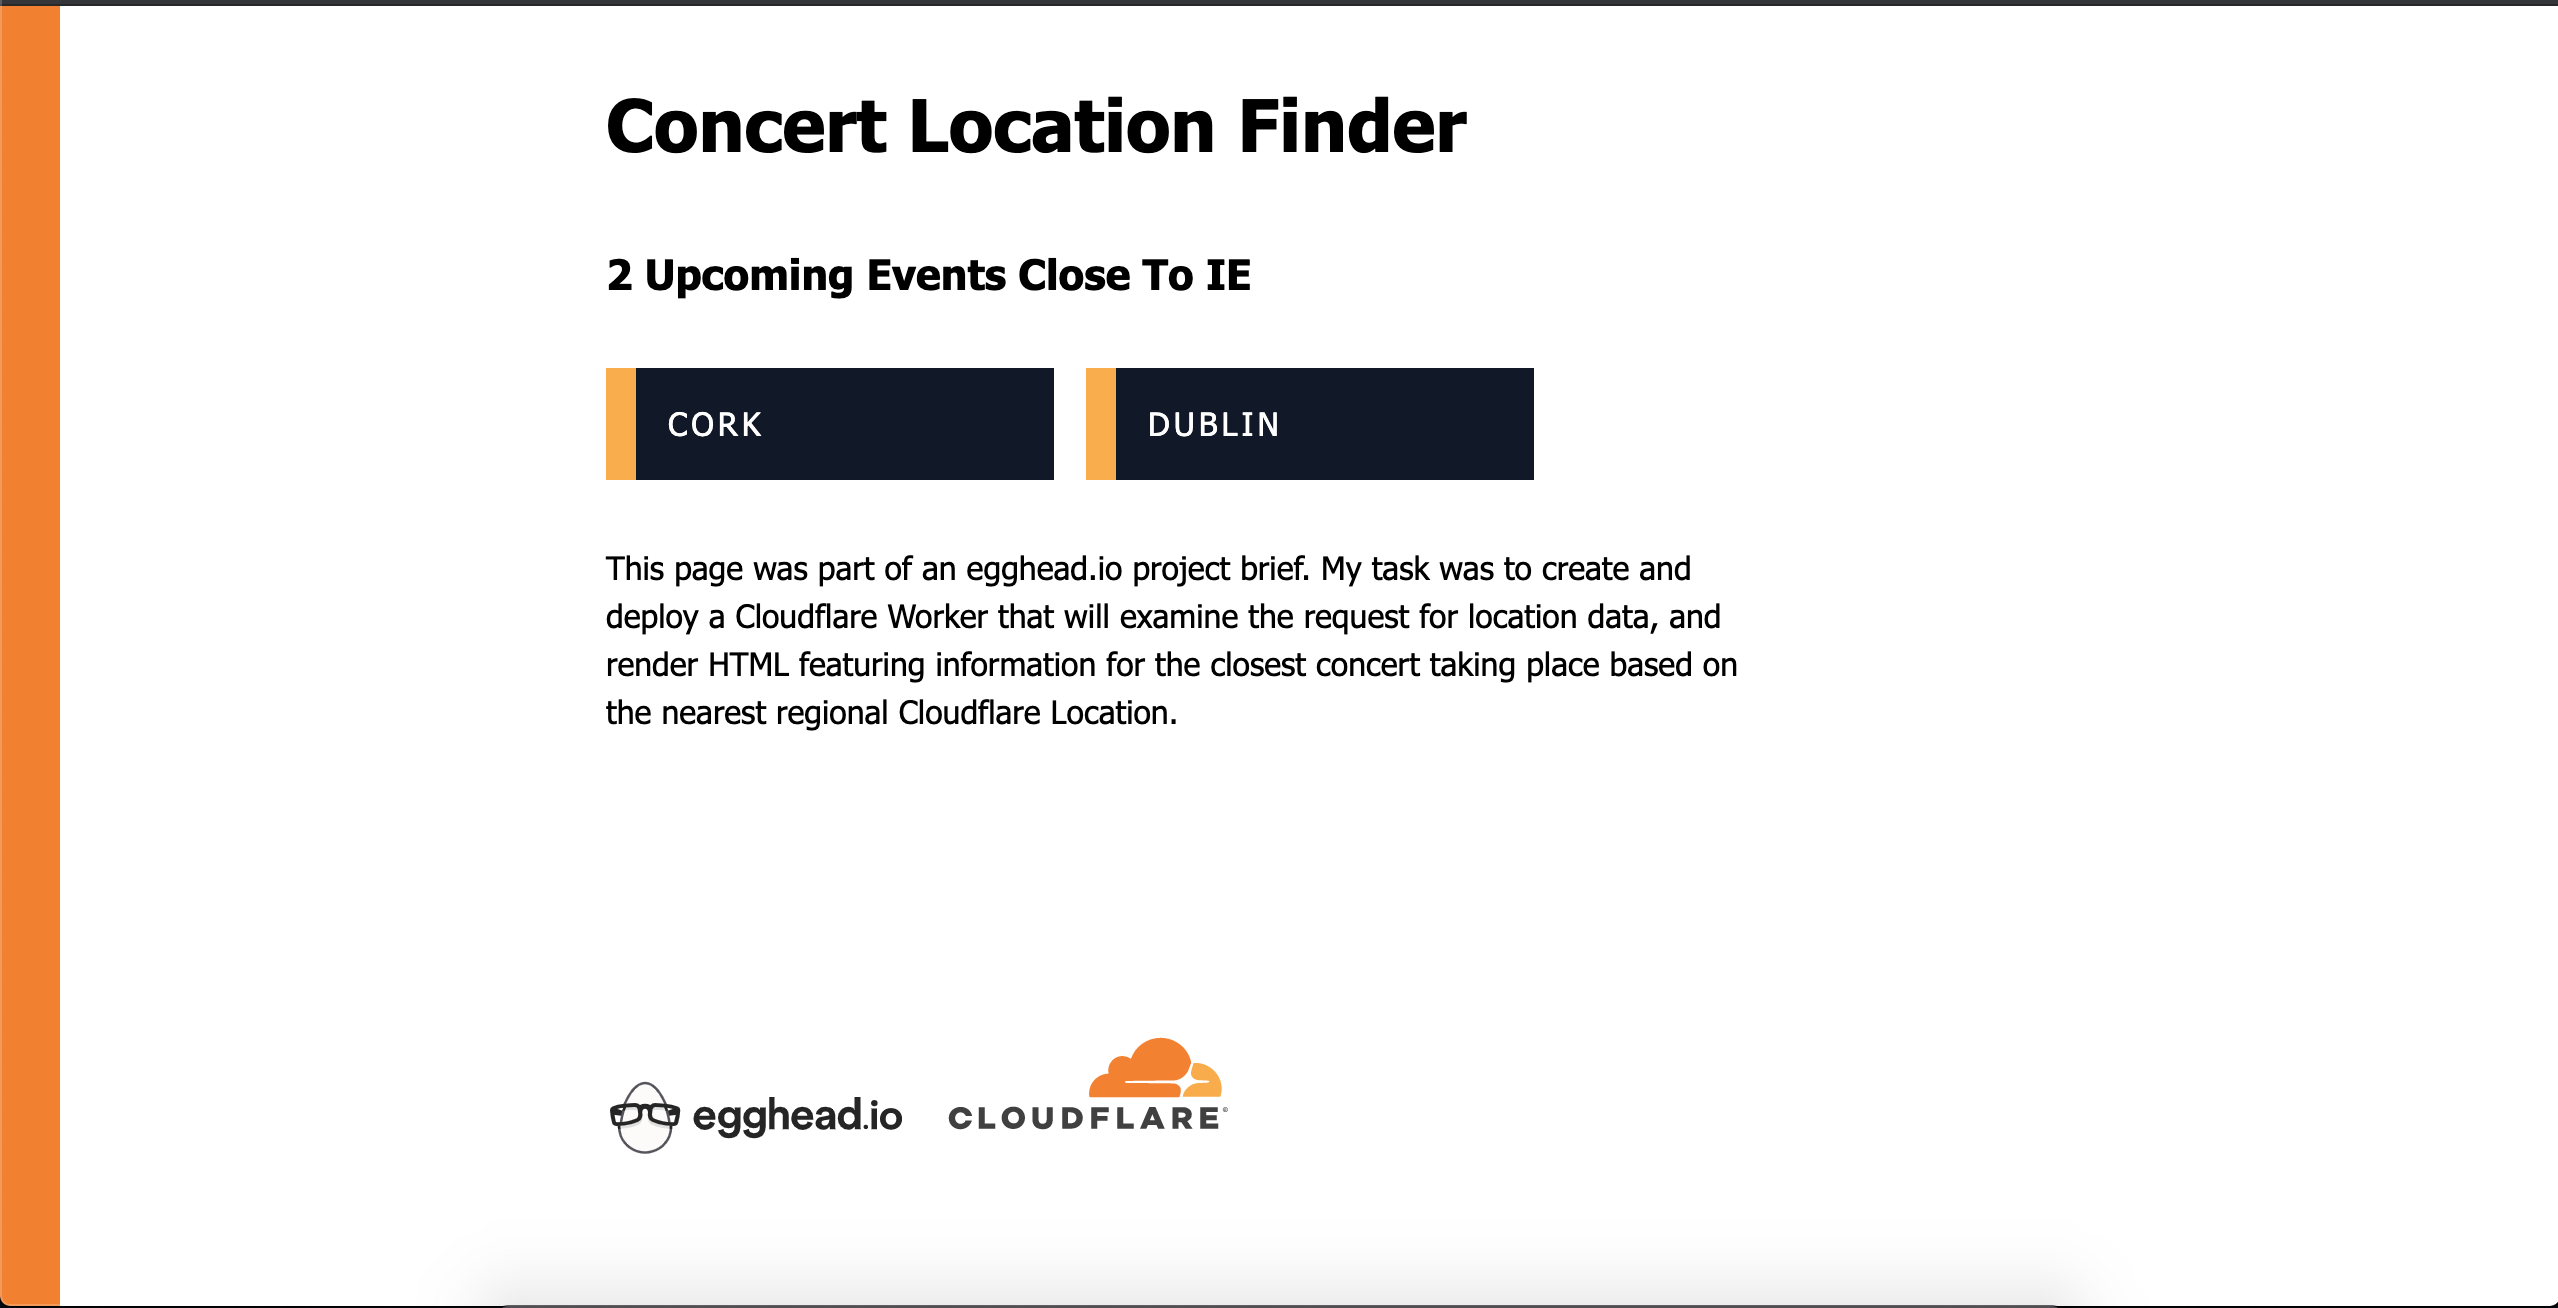 Concert Location Finder
2 Upcoming Events Close To IE
CORK
DUBLIN
This page was part of an egghead.io project brief. My task was to create and
deploy a Cloudflare Worker that will examine the request for location data, and
render HTML featuring information for the closest concert taking place based on
the nearest regional Cloudflare Location.
egghead.io
CLOUDFLARE